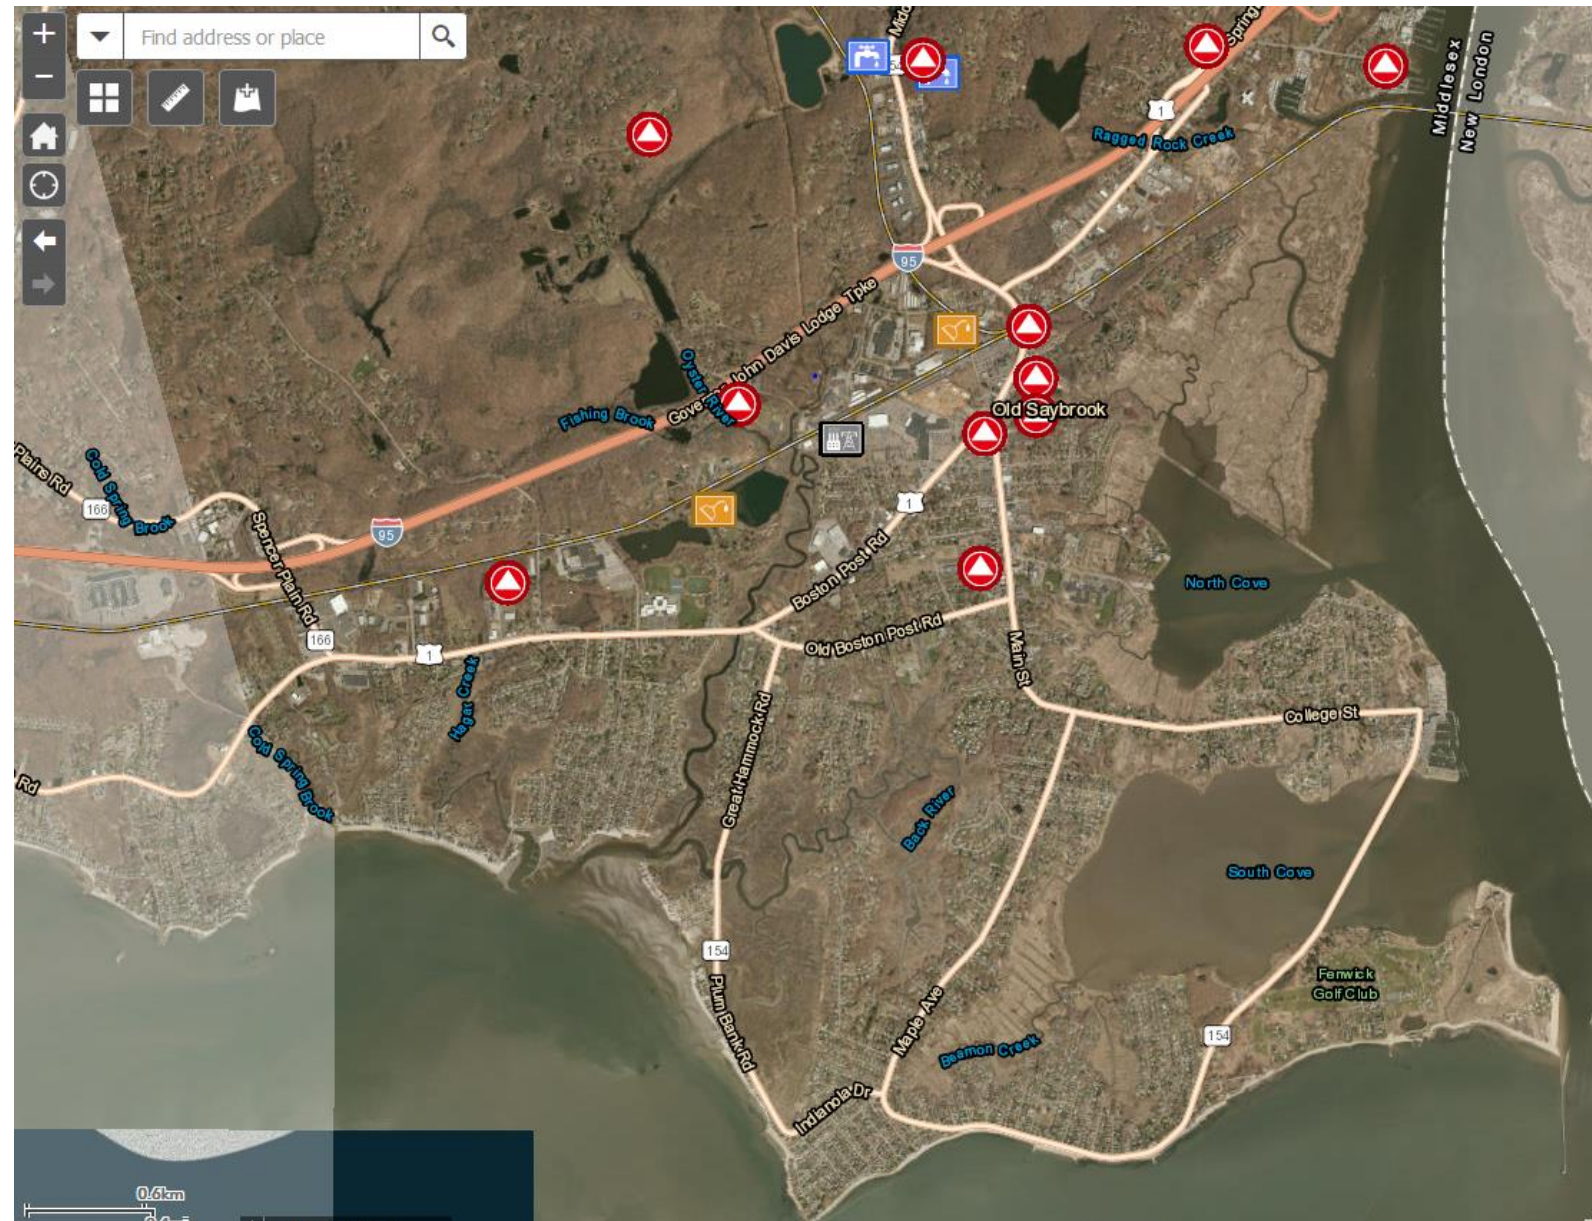 +
Find address or place
−
Midd
Spring
Middlesex
New London
1
Ragged Rock Creek
95
Governor John Davis Lodge Tpke
Oyster River
Fishing Brook
Old Saybrook
Plains Rd
166
Cold Spring Brook
Spencer Plain Rd
95
1
Boston Post Rd
North Cove
166
1
Old Boston Post Rd
Main St
Hagar Creek
Great Hammock Rd
College St
Cold Spring Brook
Rd
Back River
South Cove
154
Fenwick
Golf Club
Plum Bank Rd
Maple Ave
Beamon Creek
154
Indianola Dr
0.6km